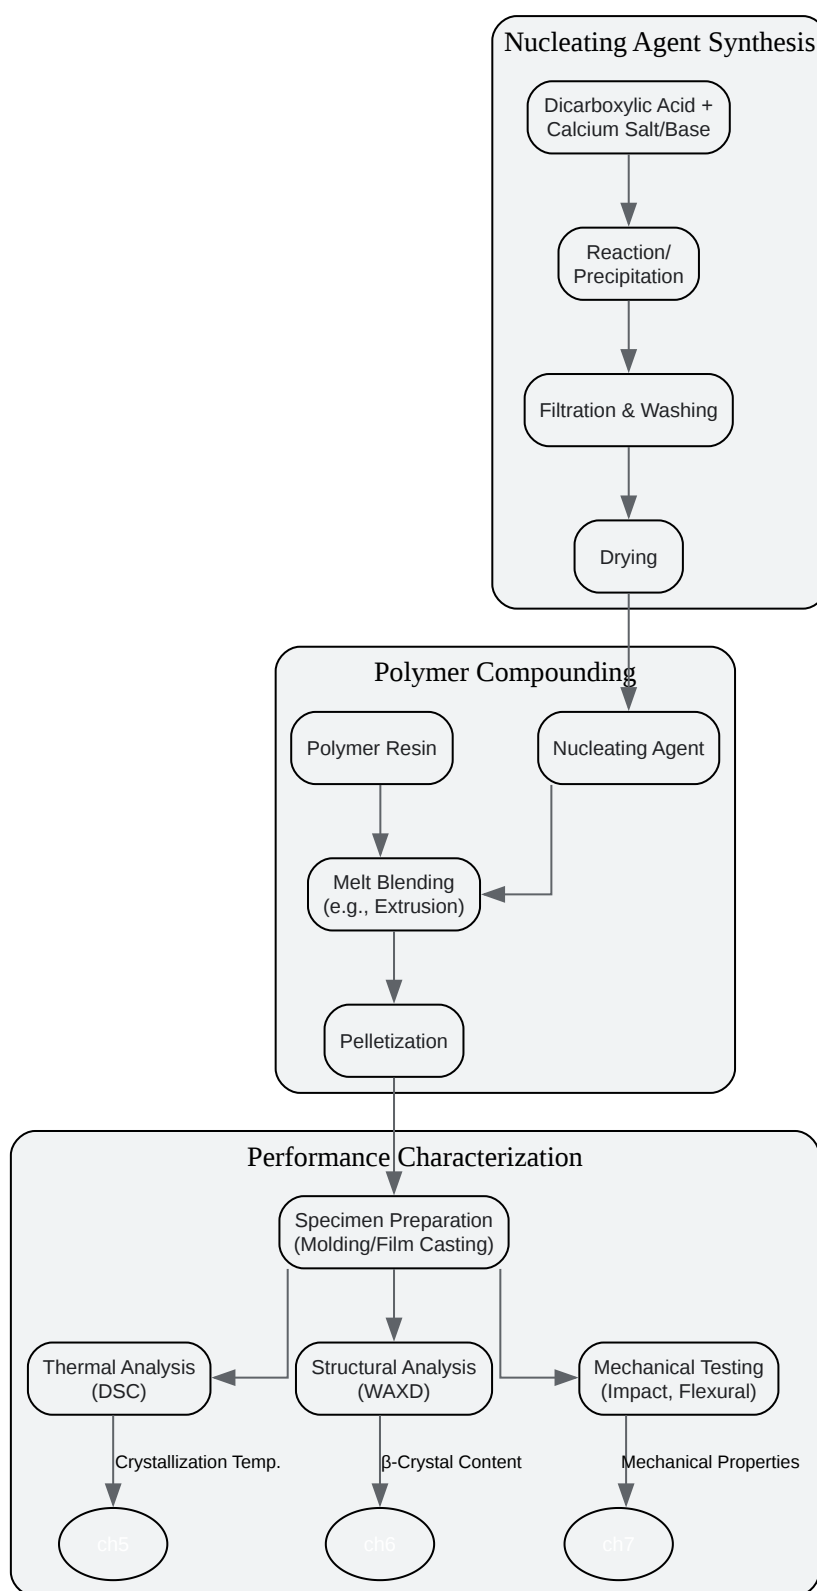 Nucleating Agent Synthesis
Dicarboxylic Acid +
Calcium Salt/Base
Reaction/
Precipitation
Filtration & Washing
Drying
Polymer Compounding
Polymer Resin
Nucleating Agent
Melt Blending
(e.g., Extrusion)
Pelletization
Performance Characterization
Specimen Preparation
(Molding/Film Casting)
Thermal Analysis
(DSC)
Structural Analysis
(WAXD)
Mechanical Testing
(Impact, Flexural)
Crystallization Temp.
β-Crystal Content
Mechanical Properties
ch5
ch6
ch7